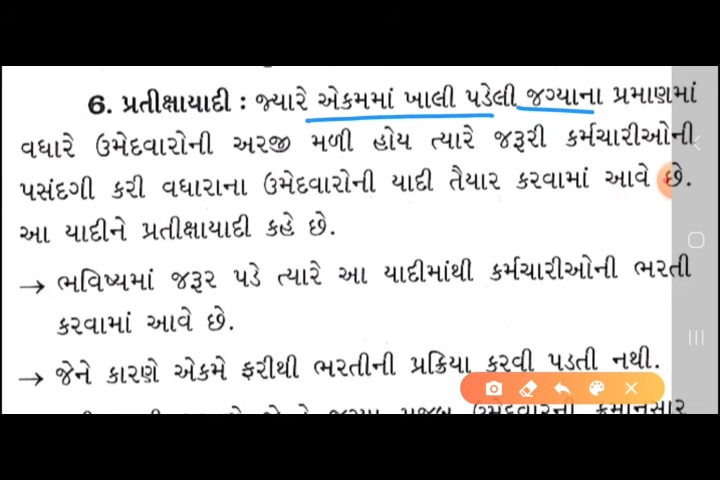 6. પ્રતીક્ષાયાદી : જ્યારે એકમમાં ખાલી પડેલી જગ્યાના પ્રમાણમાં
વધારે ઉમેદવારોની અરજી મળી હોય ત્યારે જરૂરી કર્મચારીઓની
પસંદગી કરી વધારાના ઉમેદવારોની યાદી તૈયાર કરવામાં આવે છે.
આ યાદીને પ્રતીક્ષાયાદી કહે છે.
→ ભવિષ્યમાં જરૂર પડે ત્યારે આ યાદીમાંથી કર્મચારીઓની ભરતી
કરવામાં આવે છે.
→ જેને કારણે એકમે ફરીથી ભરતીની પ્રક્રિયા કરવી પડતી નથી.